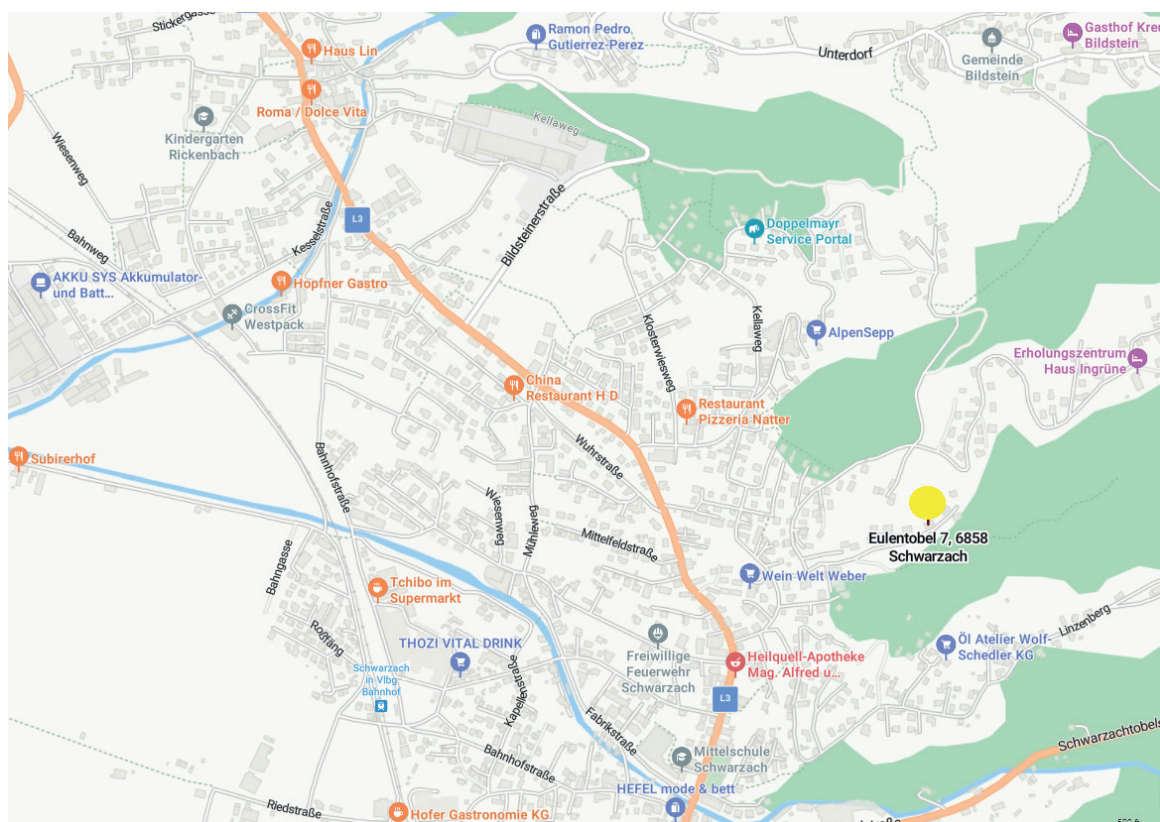 Stickergasse
Haus Lin
Ramon Pedro
Gutierrez-Perez
Unterdorf
Gemeinde
Bildstein
Gasthof Kreu
Bildstein
Roma / Dolce Vita
Kindergarten
Rickenbach
Kellaweg
Wiesenweg
Bildsteinerstraße
L3
Kesselstraße
Bahnweg
Doppelmayr
Service Portal
AKKU SYS Akkumulator-
und Batt...
Hopfner Gastro
CrossFit
Westpack
Klosterwiesweg
Kellaweg
AlpenSepp
Erholungszentrum
Haus Ingrüne
China
Restaurant H D
Restaurant
Pizzeria Natter
Subirerhof
Bahnhofstraße
Wuhrstraße
Wiesenweg
Mühleweg
Mittelfeldstraße
Eulentobel 7, 6858
Schwarzach
Bahngasse
Tchibo im
Supermarkt
Wein Welt Weber
Roßfäng
THOZI VITAL DRINK
Freiwillige
Feuerwehr
Schwarzach
Heilquell-Apotheke
Mag. Alfred u...
Öl Atelier Wolf-
Schedler KG
Linzenberg
Schwarzach
in Vlbg
Bahnhof
Kapellenstraße
L3
Fabrikstraße
Schwarzachtobels
Bahnhofstraße
Mittelschule
Schwarzach
HEFEL mode & bett
Riedstraße
Hofer Gastronomie KG